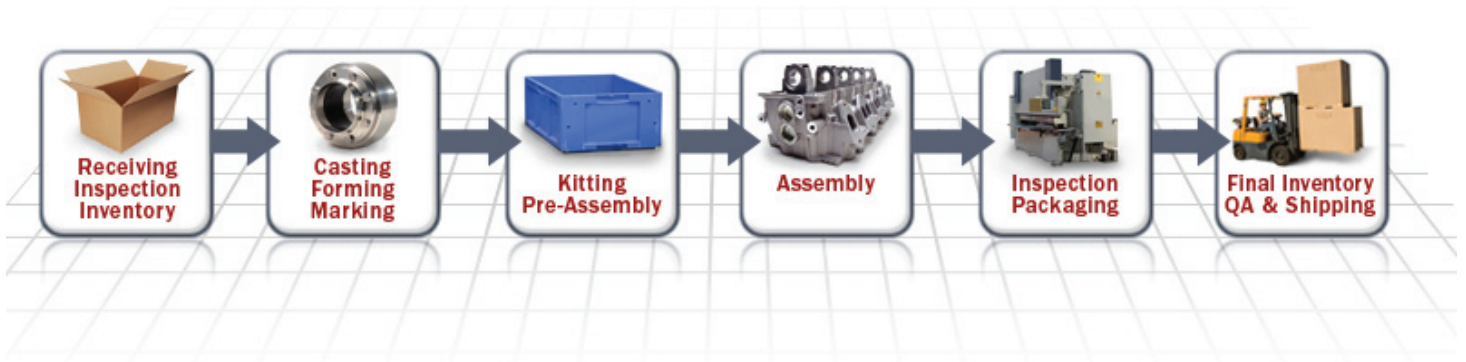 Receiving
Inspection
Inventory
Casting
Forming
Marking
Kitting
Pre-Assembly
Assembly
Inspection
Packaging
Final Inventory
QA & Shipping